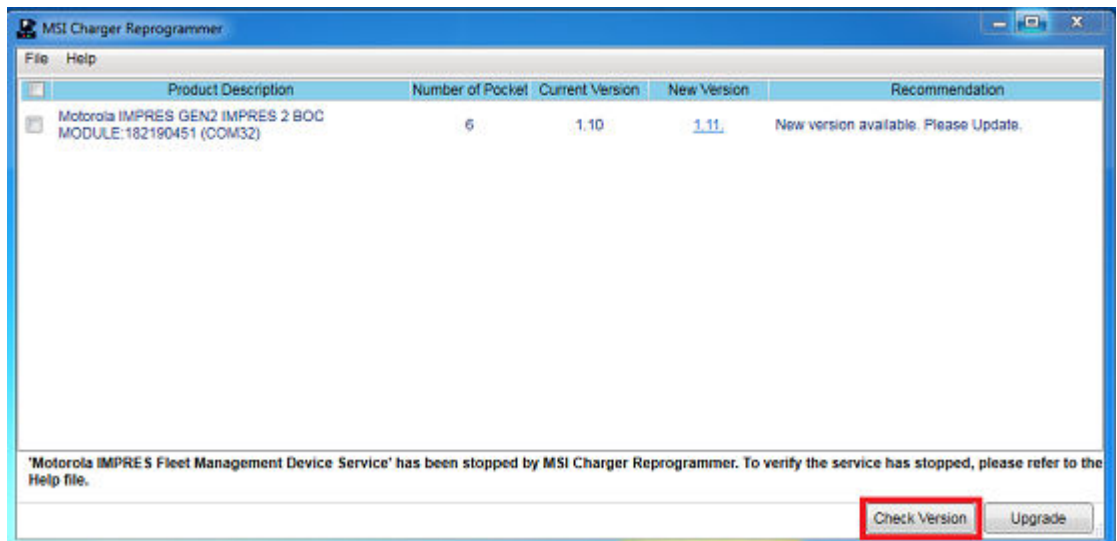 MSI Charger Reprogrammer
File Help
Product Description Number of Pocket Current Version New Version Recommendation
Motorola IMPRES GEN2 IMPRES 2 BOC
MODULE:182190451 (COM32) 6 1.10 1.11. New version available. Please Update.
'Motorola IMPRES Fleet Management Device Service' has been stopped by MSI Charger Reprogrammer. To verify the service has stopped, please refer to the
Help file.
Check Version Upgrade